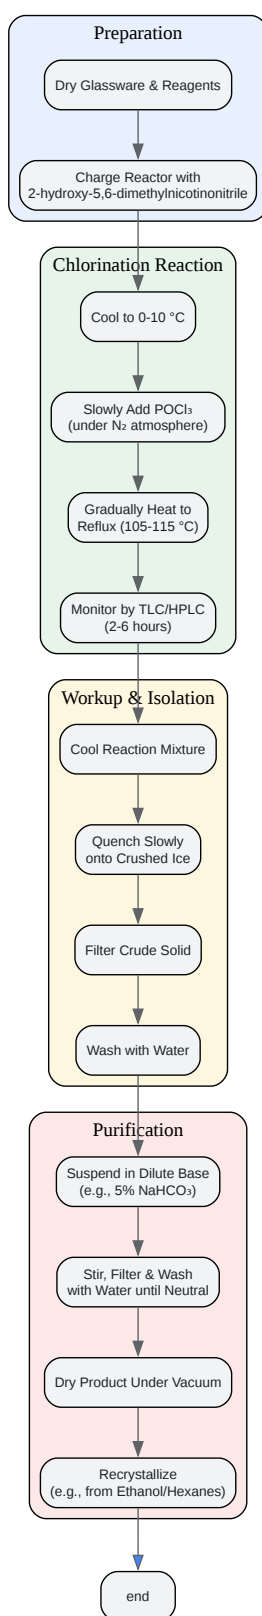 Preparation
Dry Glassware & Reagents
Charge Reactor with
2-hydroxy-5,6-dimethylnicotinonitrile
Chlorination Reaction
Cool to 0-10 °C
Slowly Add POCl₃
(under N₂ atmosphere)
Gradually Heat to
Reflux (105-115 °C)
Monitor by TLC/HPLC
(2-6 hours)
Workup & Isolation
Cool Reaction Mixture
Quench Slowly
onto Crushed Ice
Filter Crude Solid
Wash with Water
Purification
Suspend in Dilute Base
(e.g., 5% NaHCO₃)
Stir, Filter & Wash
with Water until Neutral
Dry Product Under Vacuum
Recrystallize
(e.g., from Ethanol/Hexanes)
end